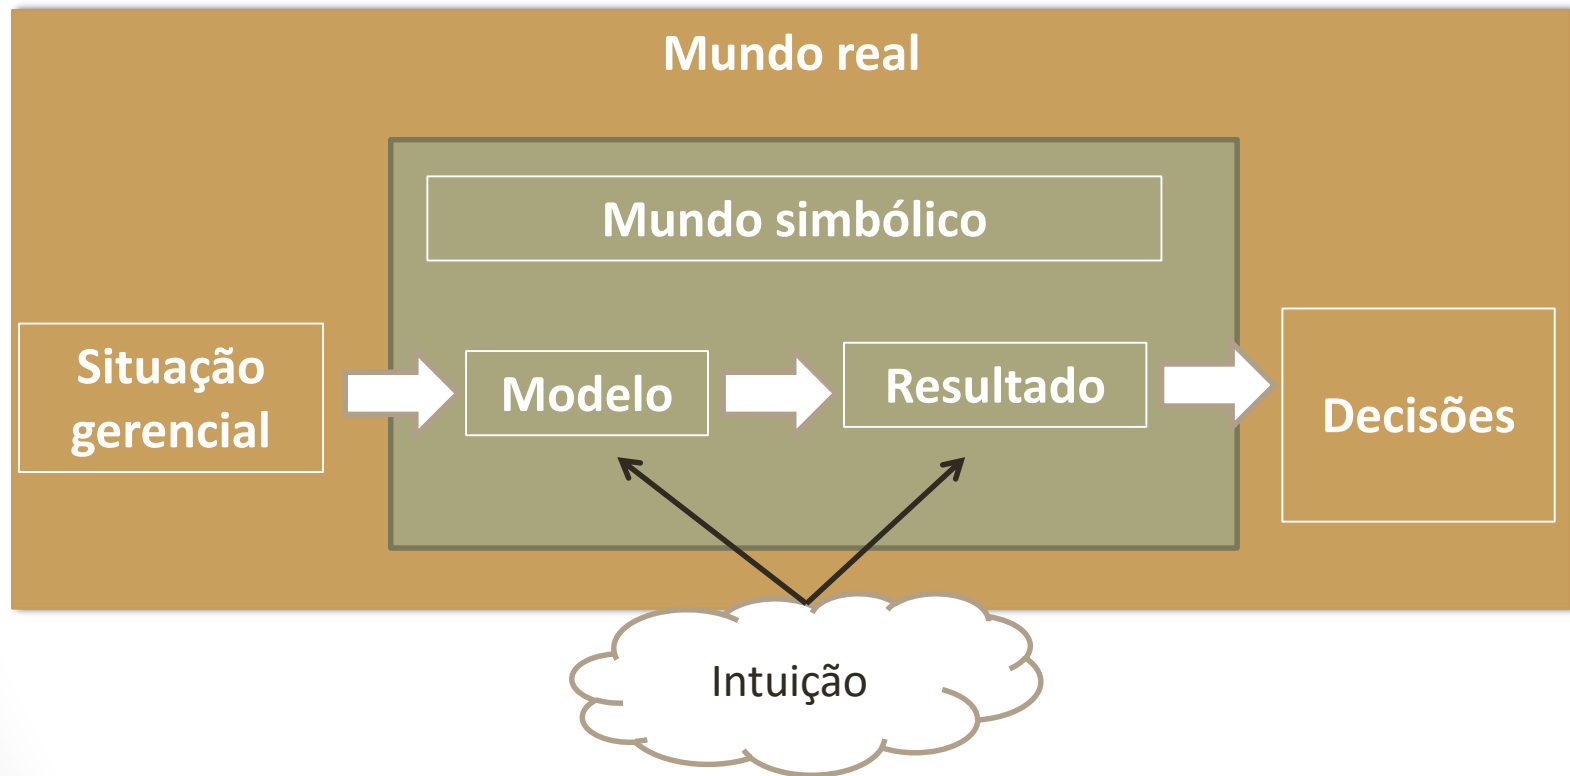 Mundo real
Mundo simbólico
Situação
gerencial
Modelo
Resultado
Decisões
Intuição